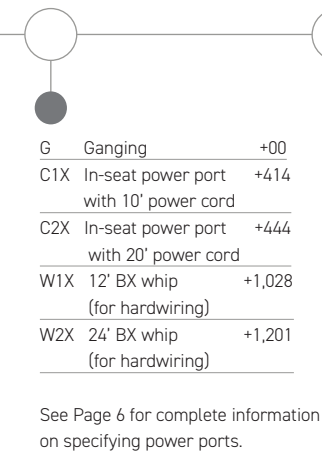 G Ganging +00
C1X In-seat power port +414
with 10' power cord
C2X In-seat power port +444
with 20' power cord
W1X 12' BX whip +1,028
(for hardwiring)
W2X 24' BX whip +1,201
(for hardwiring)
See Page 6 for complete information
on specifying power ports.